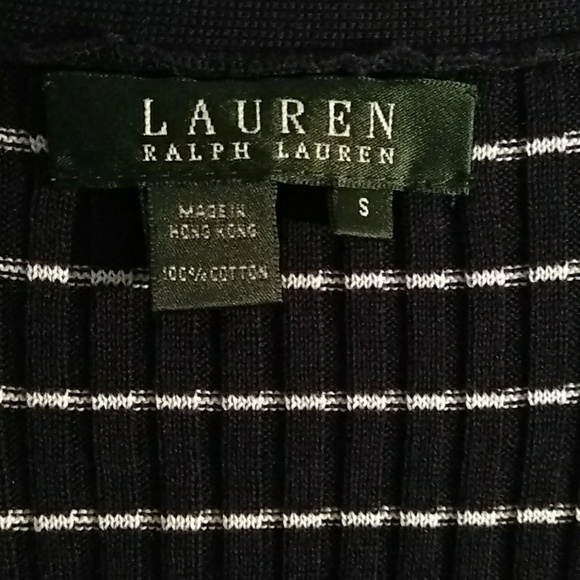 LAUREN
RALPH LAUREN
S
MADE IN
HONG KONG
100% COTTON